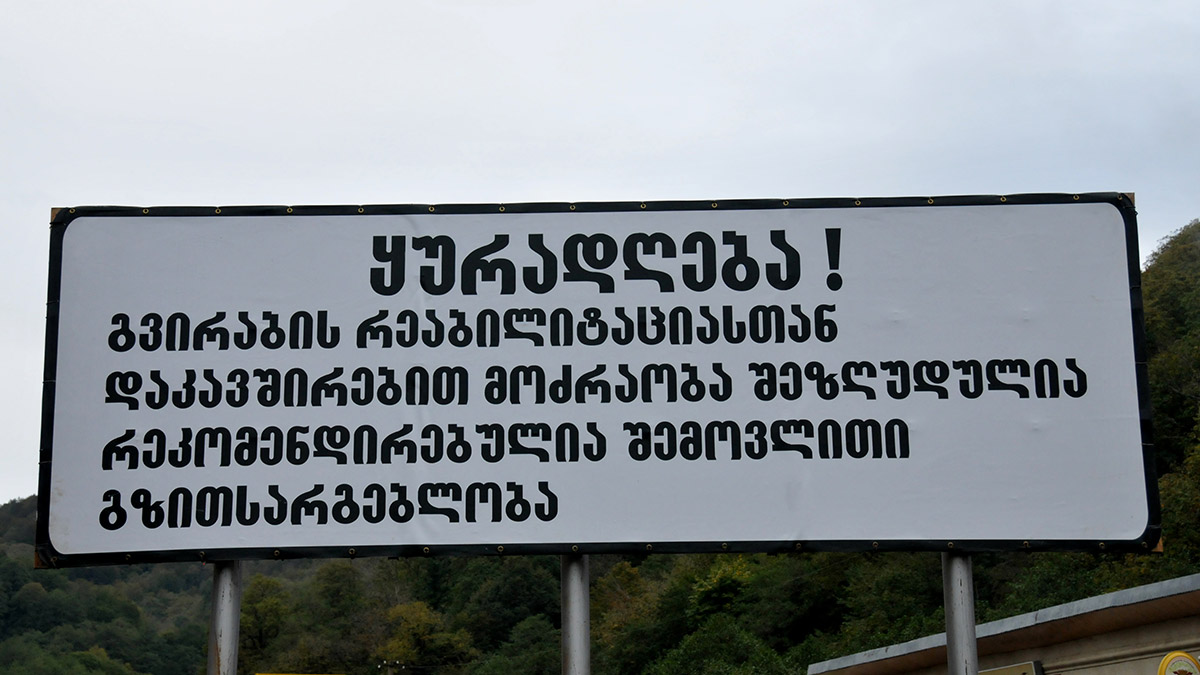 ყურადღება !
გვირაბის რეაბილიტაციასთან
დაკავშირებით მოძრაობა შეზღუდულია
რეკომენდირებულია შემოვლითი
გზითსარგებლობა